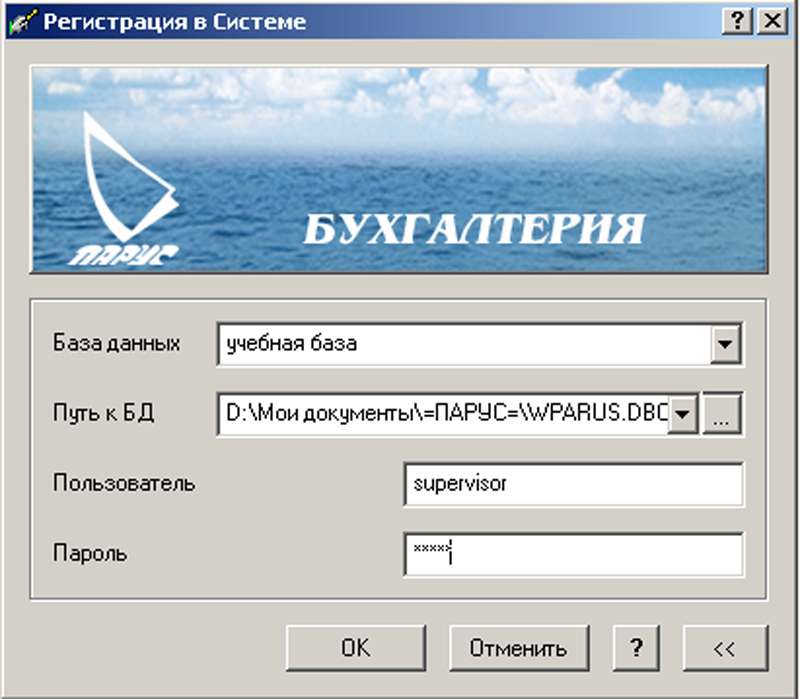 Регистрация в Системе
?
ПАРУС
БУХГАЛТЕРИЯ
База данных
учебная база
Путь к БД
D:\Мои документы\=ПАРУС=\WPARUS.DBC
...
Пользователь
supervisor
Пароль
*****
OK
Отменить
?
<<